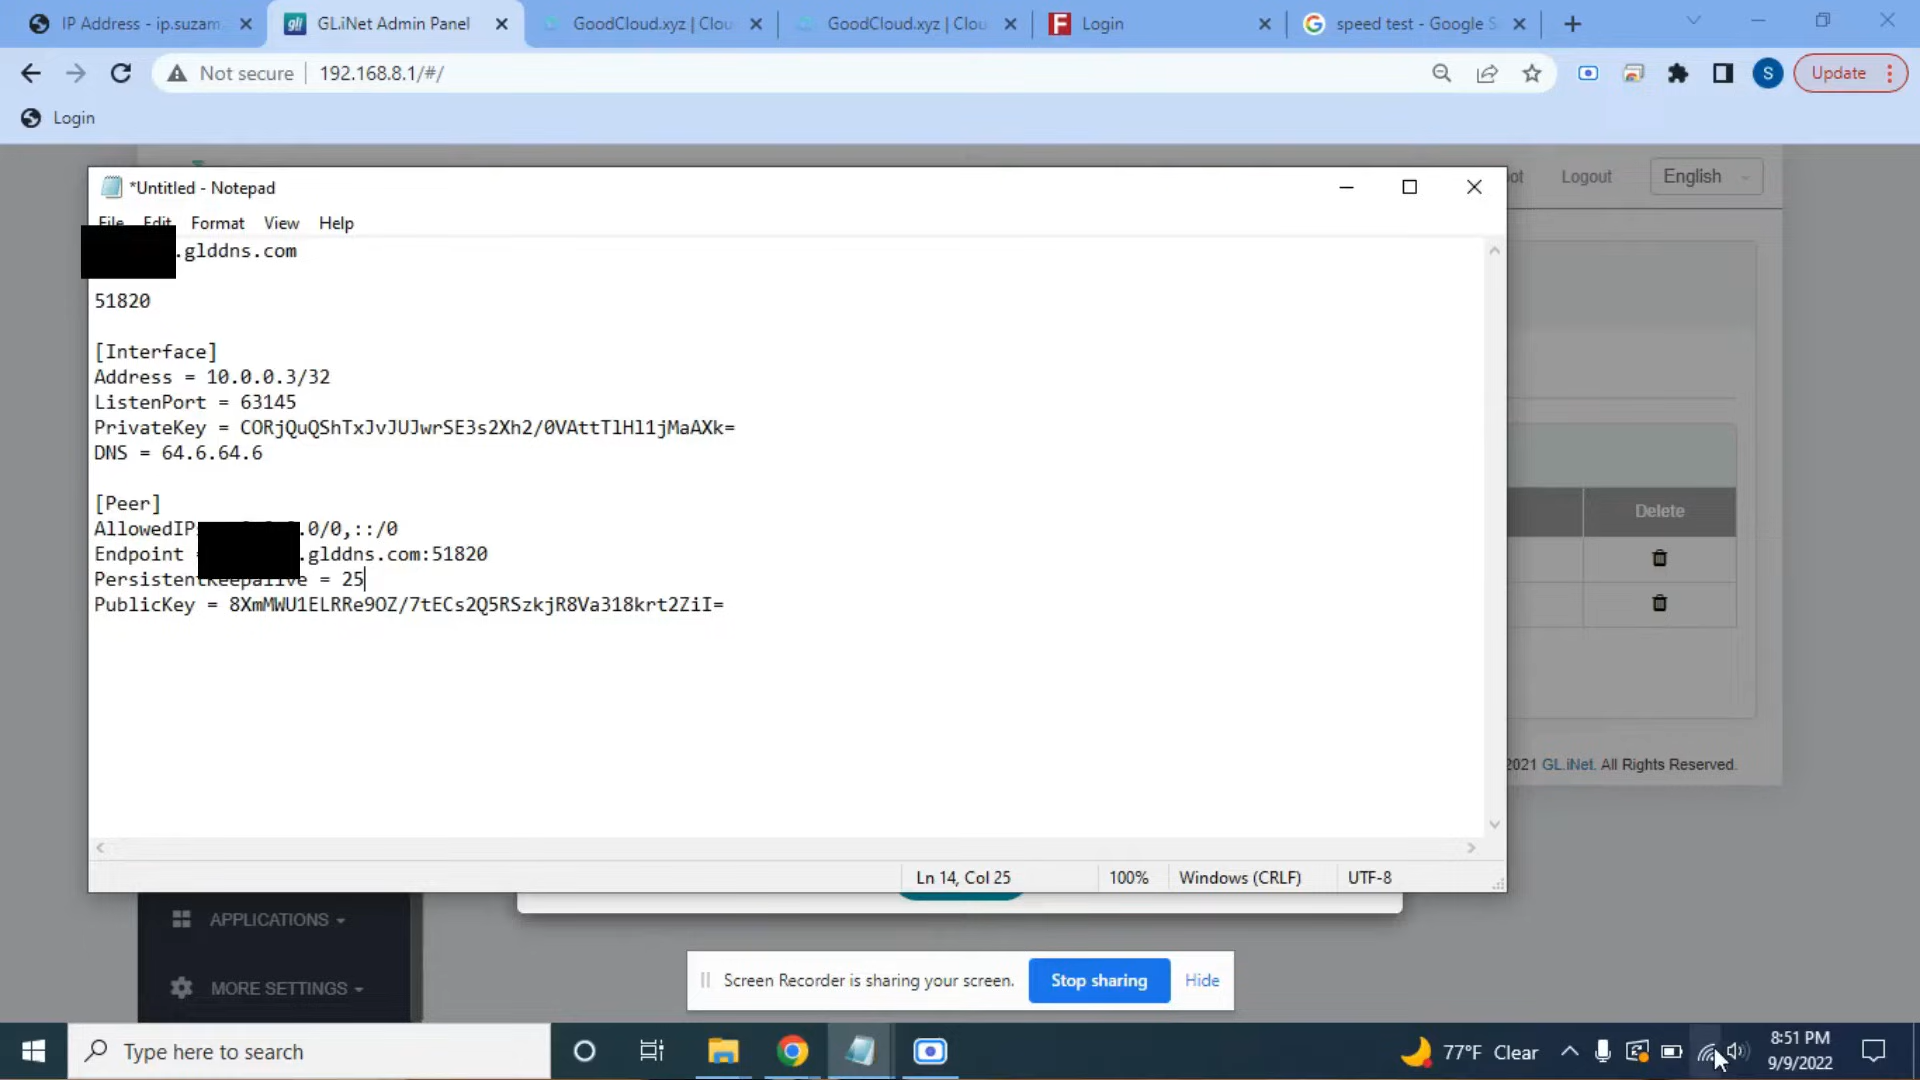 IP Address - ip.suzam
GL.iNet Admin Panel
GoodCloud.xyz | Clou
GoodCloud.xyz | Clou
Login
speed test - Google S
Not secure
192.168.8.1/#/
S
Update
Login
*Untitled - Notepad
File Edit Format View Help
Logout
English
.glddns.com
51820
[Interface]
Address = 10.0.0.3/32
ListenPort = 63145
PrivateKey = CORjQuQShTxJvJUJwrSE3s2Xh2/0VAttTlHl1jMaAXk=
DNS = 64.6.64.6
[Peer]
.0/0,::/0
Endpoint
.glddns.com:51820
PersistentKeepalive = 25
PublicKey = 8XmMWU1ELRRe9OZ/7tECs2Q5RSzkjR8Va318krt2ZiI=
Delete
2021 GL.iNet. All Rights Reserved.
Ln 14, Col 25
100%
Windows (CRLF)
UTF-8
APPLICATIONS
MORE SETTINGS
Screen Recorder is sharing your screen.
Stop sharing
Hide
Type here to search
77°F Clear
8:51 PM
9/9/2022